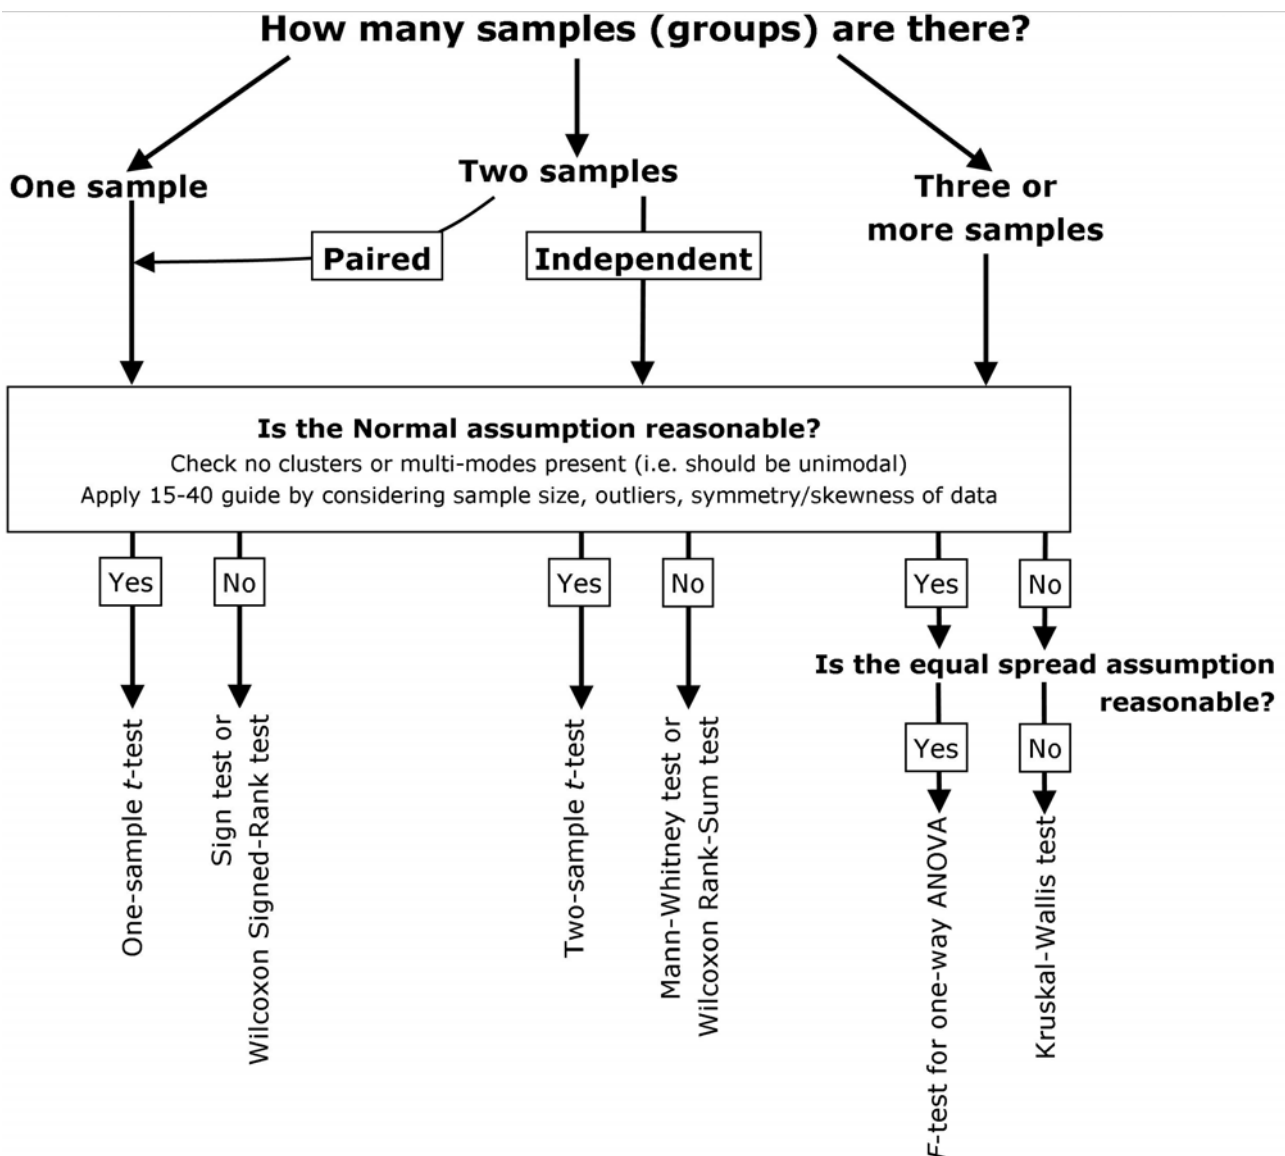 How many samples (groups) are there?
One sample
Two samples
Three or
more samples
Paired
Independent
Is the Normal assumption reasonable?
Check no clusters or multi-modes present (i.e. should be unimodal)
Apply 15-40 guide by considering sample size, outliers, symmetry/skewness of data
Yes
No
Yes
No
Yes
No
Is the equal spread assumption
reasonable?
Yes
No
One-sample t-test
Sign test or
Wilcoxon Signed-Rank test
Two-sample t-test
Mann-Whitney test or
Wilcoxon Rank-Sum test
F-test for one-way ANOVA
Kruskal-Wallis test